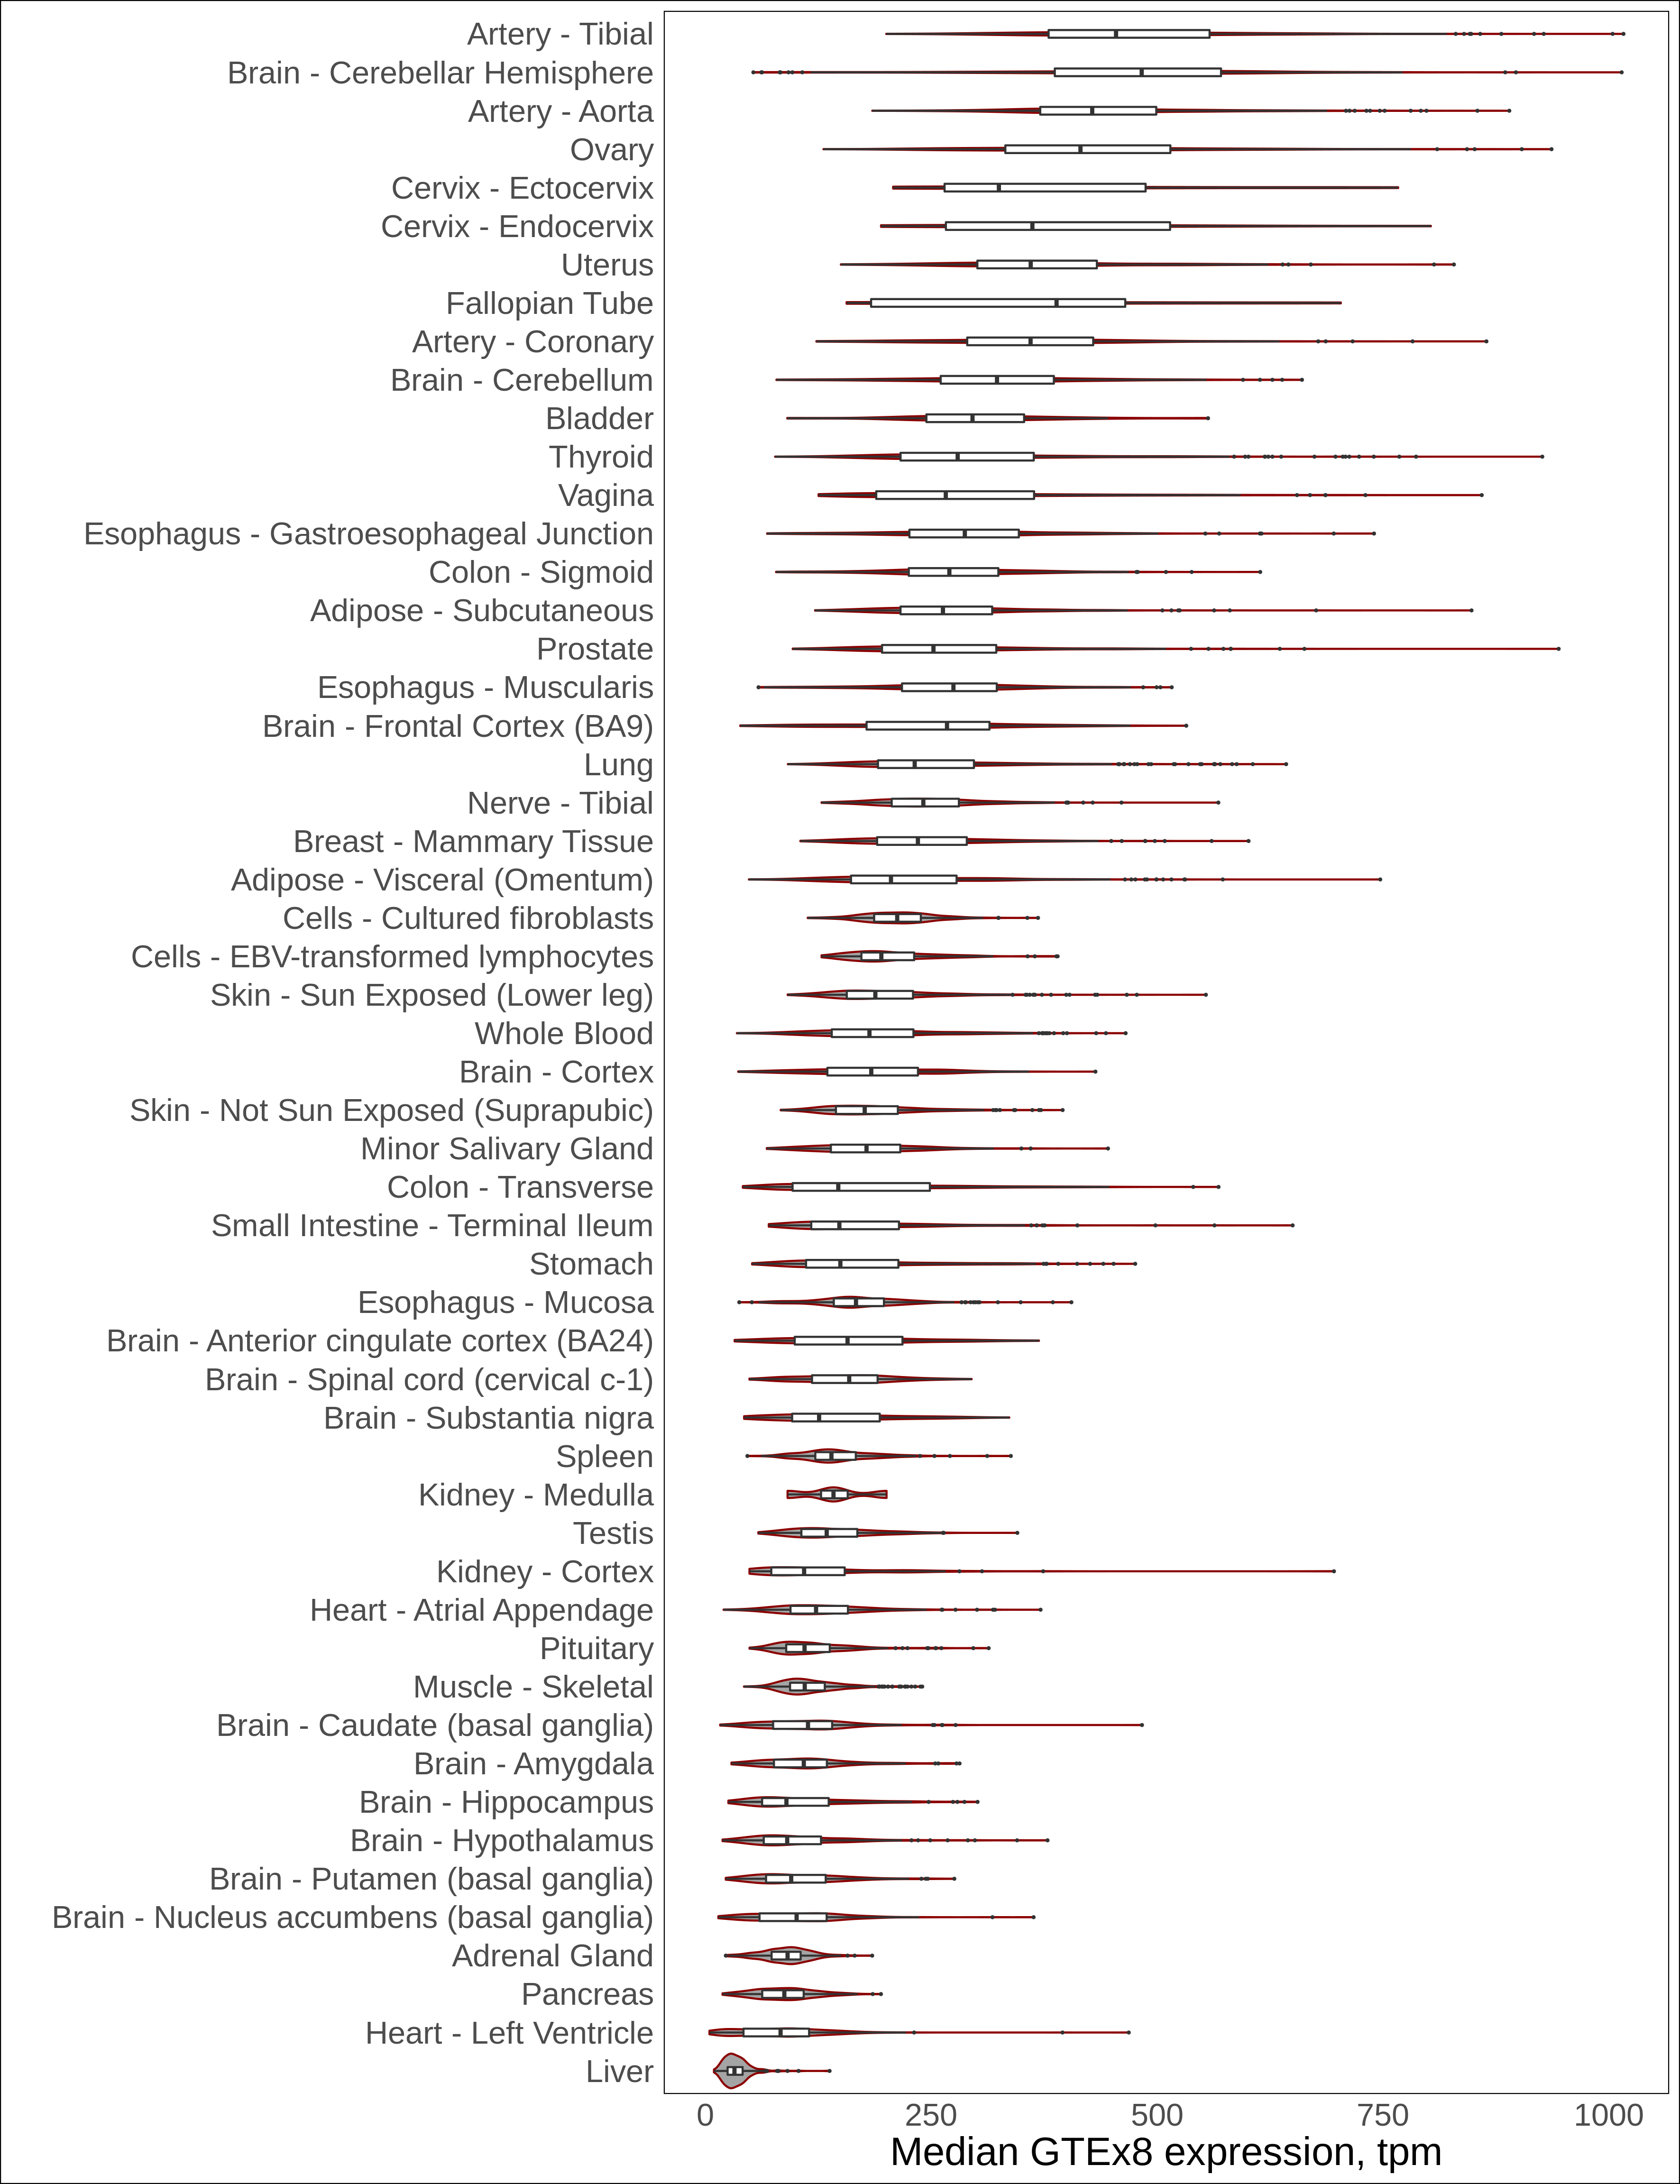 Artery - Tibial
Brain - Cerebellar Hemisphere
Artery - Aorta
Ovary
Cervix - Ectocervix
Cervix - Endocervix
Uterus
Fallopian Tube
Artery - Coronary
Brain - Cerebellum
Bladder
Thyroid
Vagina
Esophagus - Gastroesophageal Junction
Colon - Sigmoid
Adipose - Subcutaneous
Prostate
Esophagus - Muscularis
Brain - Frontal Cortex (BA9)
Lung
Nerve - Tibial
Breast - Mammary Tissue
Adipose - Visceral (Omentum)
Cells - Cultured fibroblasts
Cells - EBV-transformed lymphocytes
Skin - Sun Exposed (Lower leg)
Whole Blood
Brain - Cortex
Skin - Not Sun Exposed (Suprapubic)
Minor Salivary Gland
Colon - Transverse
Small Intestine - Terminal Ileum
Stomach
Esophagus - Mucosa
Brain - Anterior cingulate cortex (BA24)
Brain - Spinal cord (cervical c-1)
Brain - Substantia nigra
Spleen
Kidney - Medulla
Testis
Kidney - Cortex
Heart - Atrial Appendage
Pituitary
Muscle - Skeletal
Brain - Caudate (basal ganglia)
Brain - Amygdala
Brain - Hippocampus
Brain - Hypothalamus
Brain - Putamen (basal ganglia)
Brain - Nucleus accumbens (basal ganglia)
Adrenal Gland
Pancreas
Heart - Left Ventricle
Liver
0 250 500 750 1000
Median GTEx8 expression, tpm